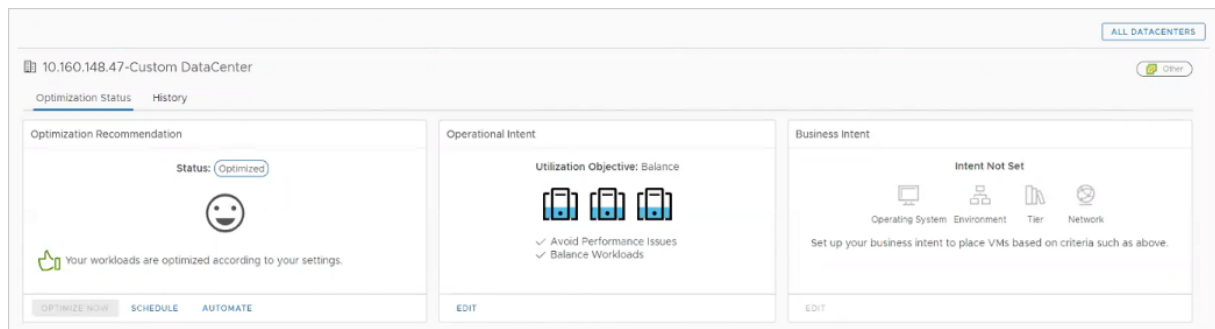 ALL DATACENTERS
10.160.148.47-Custom DataCenter
Other
Optimization Status History
Optimization Recommendation
Status: Optimized
Your workloads are optimized according to your settings.
OPTIMIZE NOW SCHEDULE AUTOMATE
Operational Intent
Utilization Objective: Balance
Avoid Performance Issues
Balance Workloads
EDIT
Business Intent
Intent Not Set
Operating System Environment Tier Network
Set up your business intent to place VMs based on criteria such as above.
EDIT